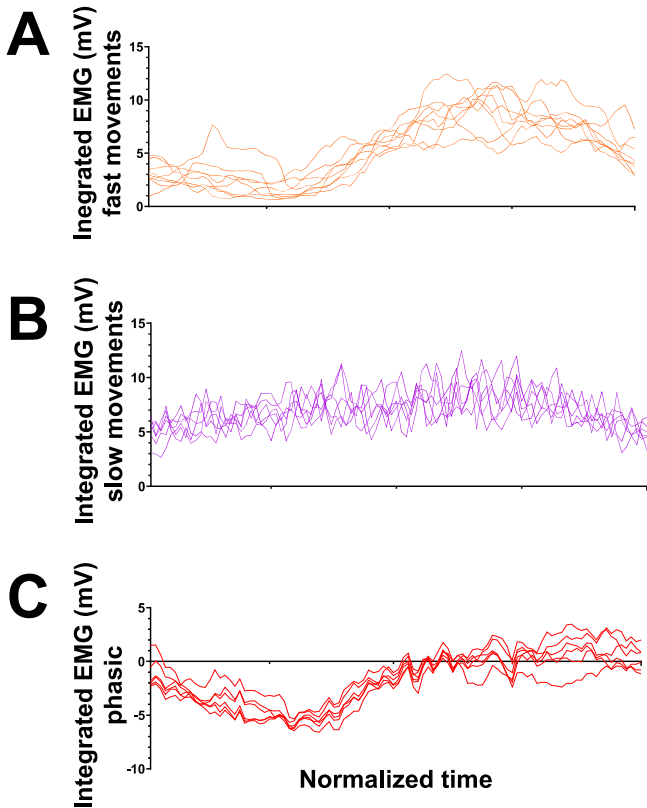 A
Inegrated EMG (mV)
fast movements
15
10
5
0
B
Integrated EMG (mV)
slow movements
15
10
5
0
C
Integrated EMG (mV)
phasic
5
0
-5
-10
Normalized time